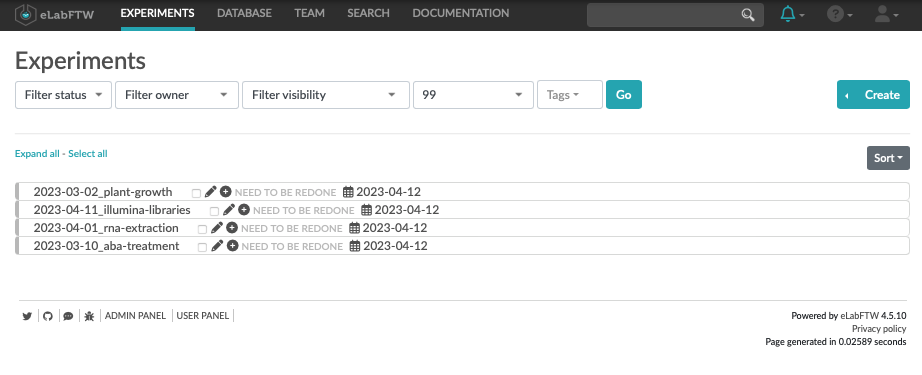 eLabFTW EXPERIMENTS DATABASE TEAM SEARCH DOCUMENTATION
Experiments
Filter status Filter owner Filter visibility 99 Tags Go Create
Expand all - Select all
Sort
2023-03-02_plant-growth NEED TO BE REDONE 2023-04-12
2023-04-11_illumina-libraries NEED TO BE REDONE 2023-04-12
2023-04-01_rna-extraction NEED TO BE REDONE 2023-04-12
2023-03-10_aba-treatment NEED TO BE REDONE 2023-04-12
ADMIN PANEL USER PANEL
Powered by eLabFTW 4.5.10
Privacy policy
Page generated in 0.02589 seconds